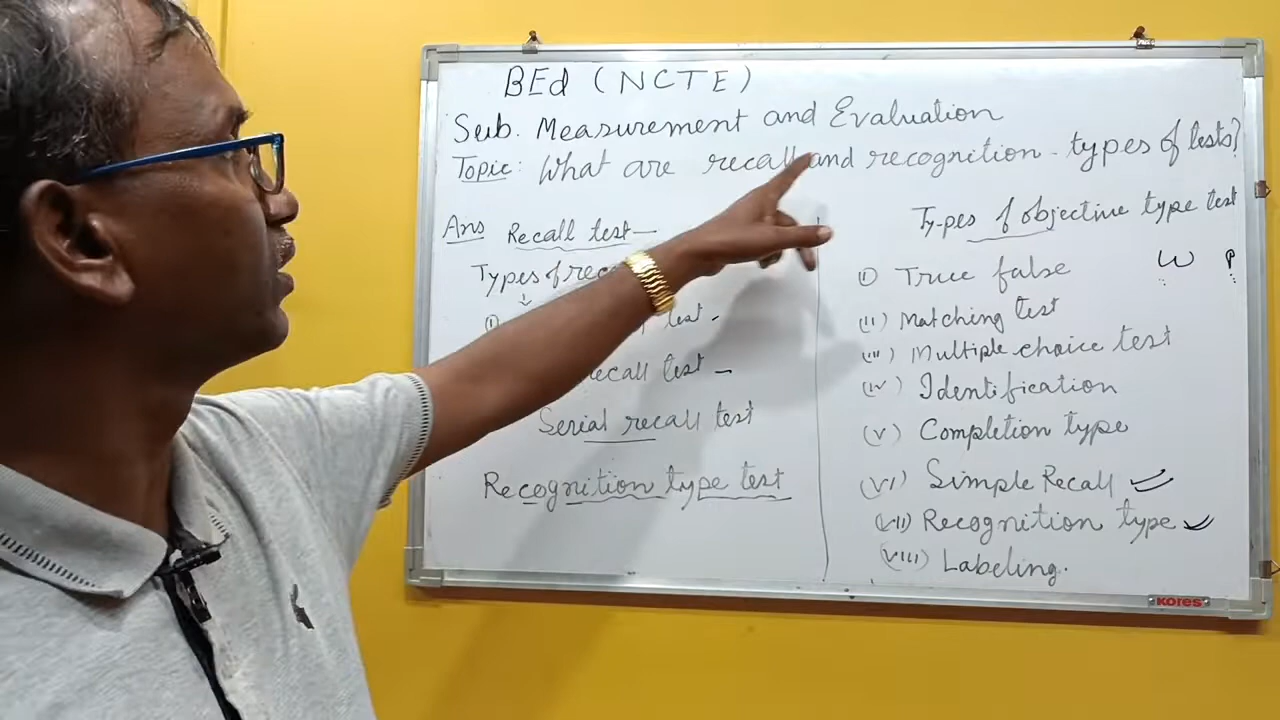 BEd (NCTE)
Sub. Measurement and Evaluation
Topic: What are recall and recognition - types of tests?
Ans Recall test —
Types of
test -
recall test -
Serial recall test
Recognition type test
Types of objective type test
W P
(i) True false
(ii) Matching test
(iii) Multiple choice test
(iv) Identification
(v) Completion type
(vi) Simple Recall
(vii) Recognition type
(viii) Labeling.
KORES